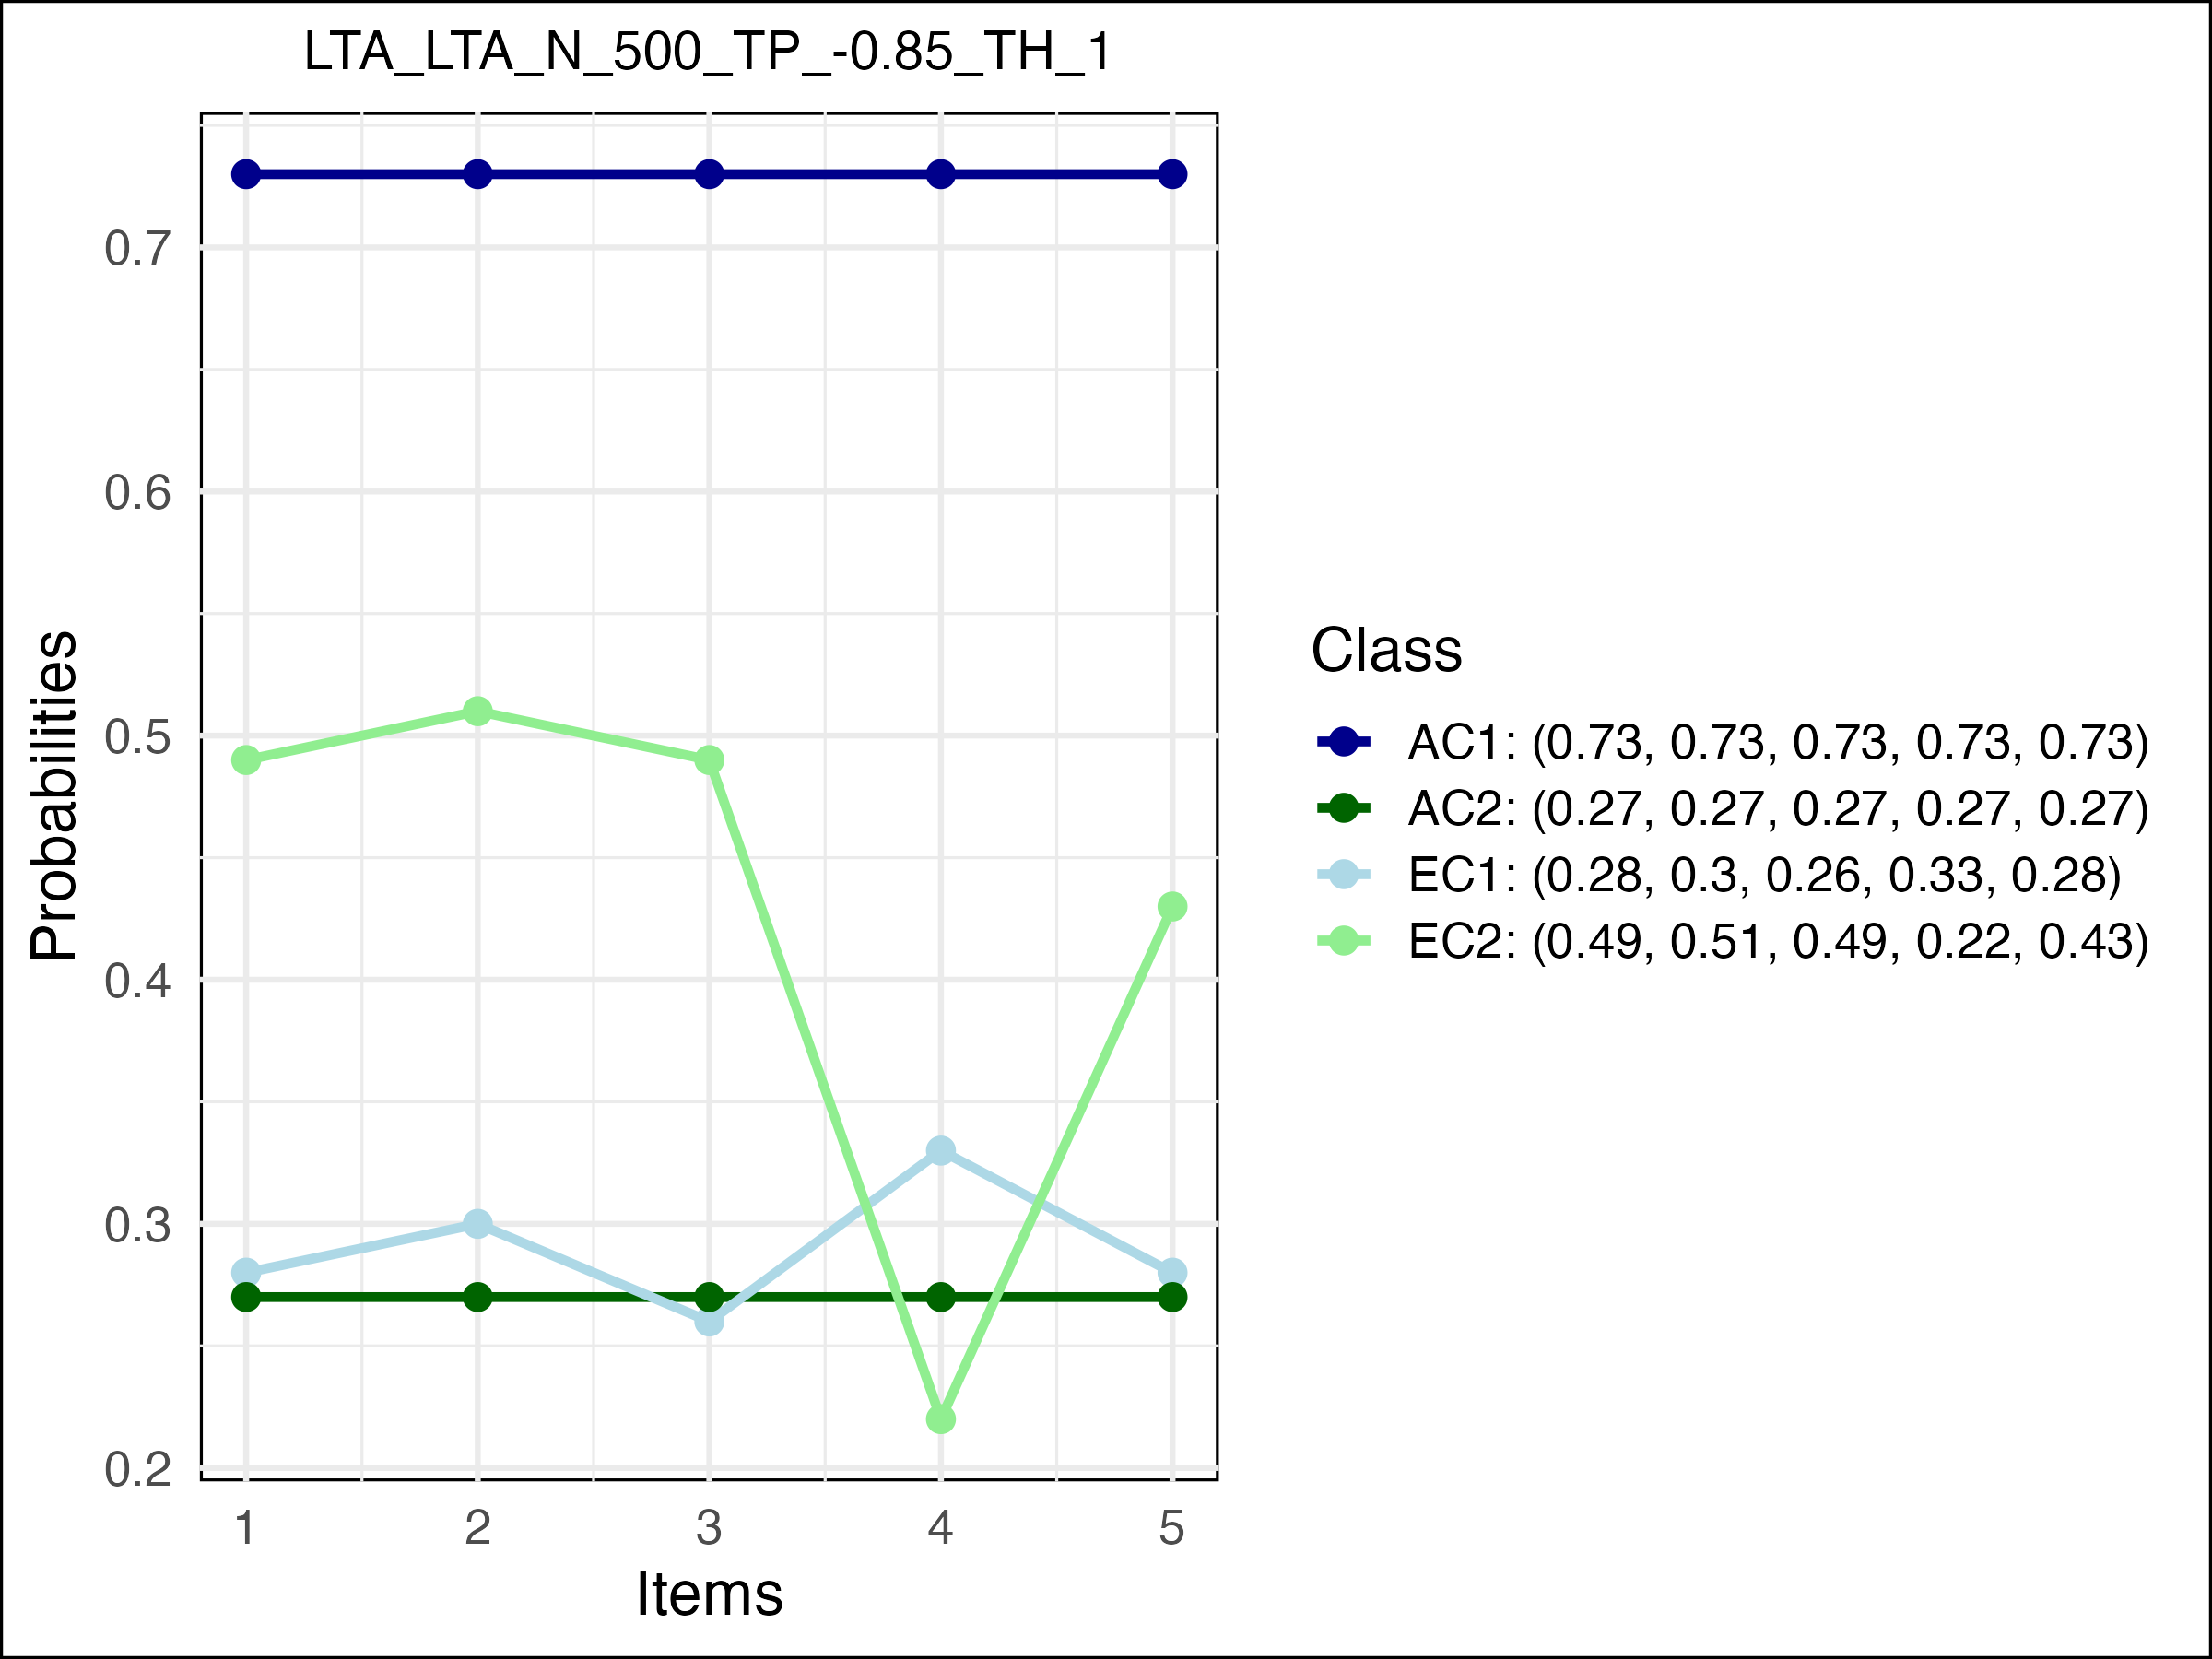 LTA_LTA_N_500_TP_-0.85_TH_1
0.7
0.6
0.5
0.4
0.3
0.2
Probabilities
1 2 3 4 5
Items
Class
AC1: (0.73, 0.73, 0.73, 0.73, 0.73)
AC2: (0.27, 0.27, 0.27, 0.27, 0.27)
EC1: (0.28, 0.3, 0.26, 0.33, 0.28)
EC2: (0.49, 0.51, 0.49, 0.22, 0.43)